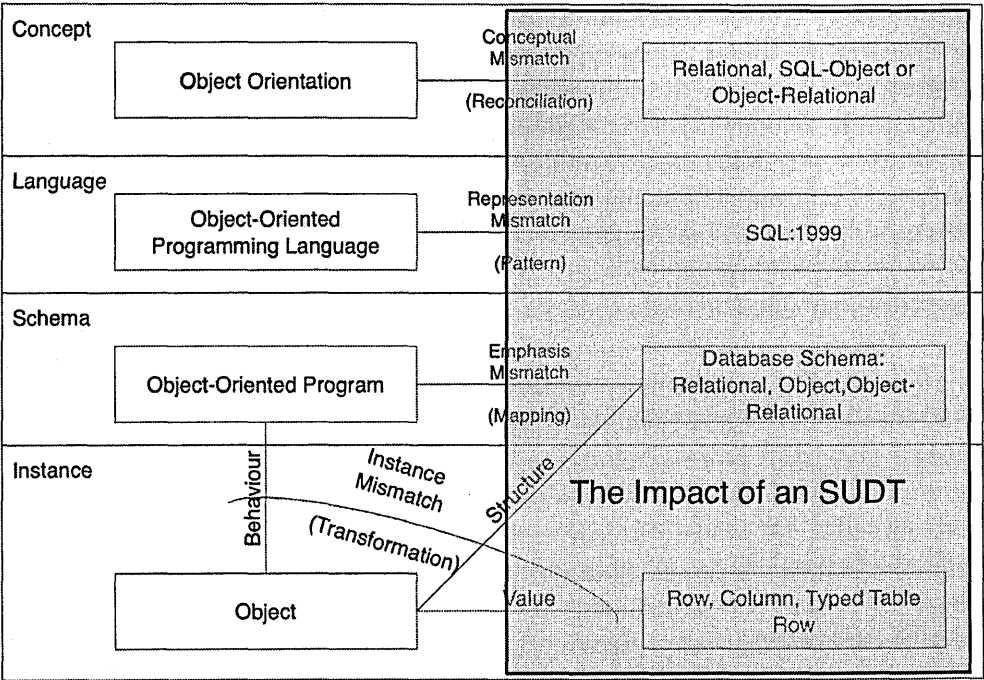 Concept
Object Orientation
Conceptual
Mismatch
(Reconciliation)
Relational, SQL-Object or
Object-Relational
Language
Object-Oriented
Programming Language
Representation
Mismatch
(Pattern)
SQL:1999
Schema
Object-Oriented Program
Emphasis
Mismatch
(Mapping)
Database Schema:
Relational, Object,Object-
Relational
Instance
Behaviour
Instance
Mismatch
(Transformation)
Structure
The Impact of an SUDT
Object
Value
Row, Column, Typed Table
Row